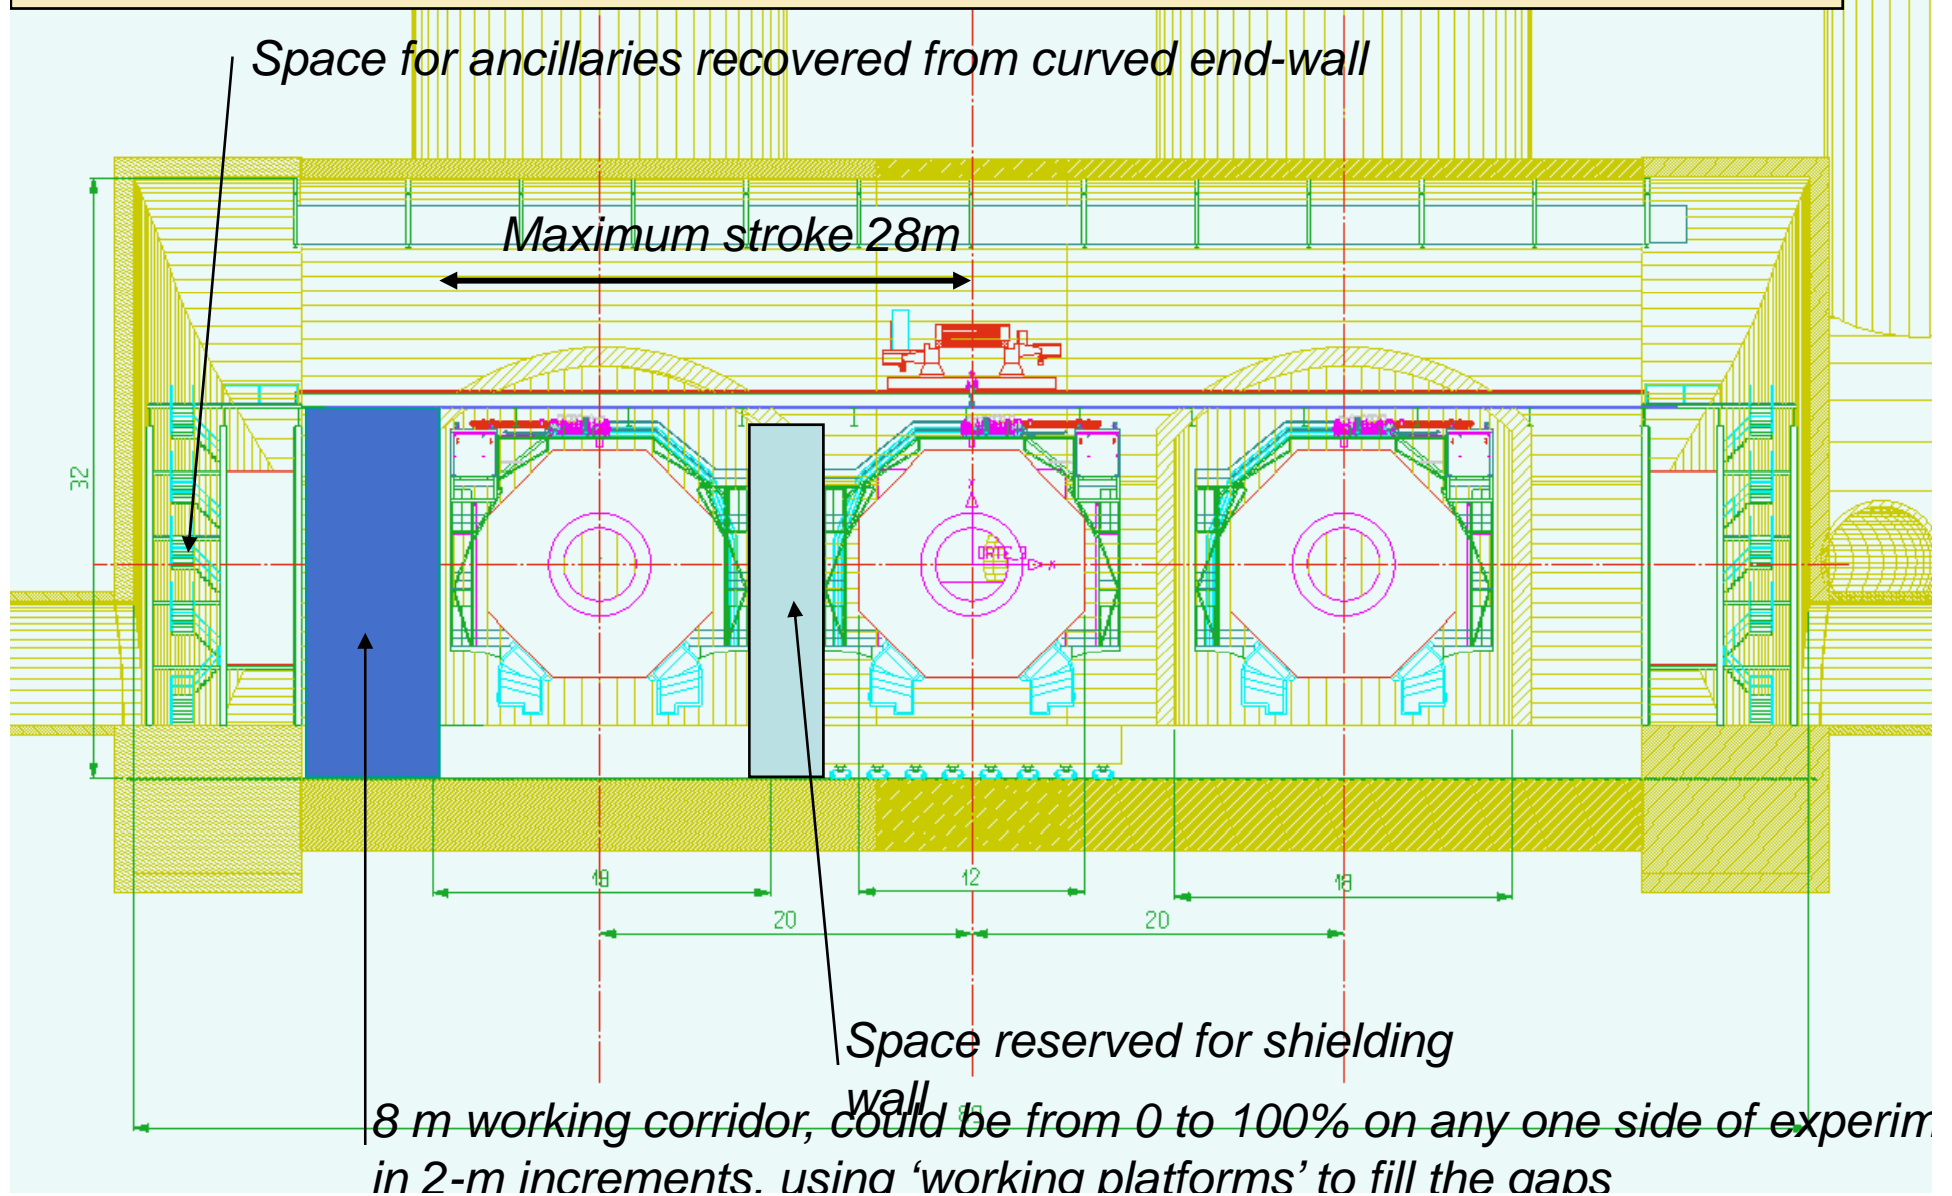 Space for ancillaries recovered from curved end-wall
Maximum stroke 28m
32
18
12
18
20
20
Space reserved for shielding
wall
8 m working corridor, could be from 0 to 100% on any one side of experim
in 2-m increments, using ‘working platforms’ to fill the gaps